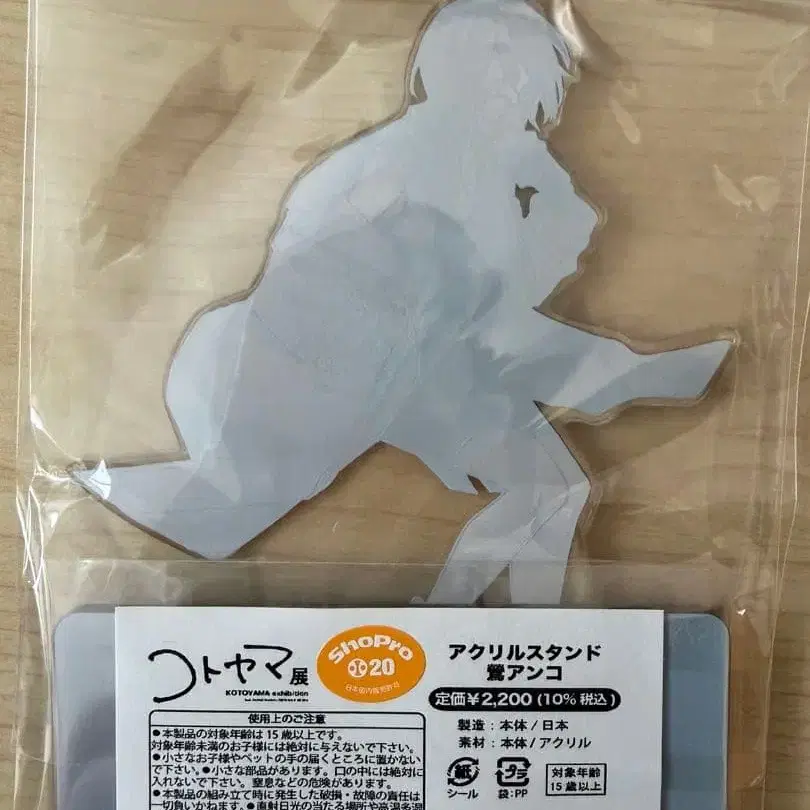 コトヤマ展
KOTOYAMA exhibition
ShoPro
小20
日本国内販売許諾
アクリルスタンド
鶯アンコ
定価¥2,200 (10%税込)
製造：本体/日本
素材：本体/アクリル
シール
プラ
袋:PP
対象年齢
15歳以上
使用上のご注意
●本製品の対象年齢は15歳以上です。
対象年齢未満のお子様には絶対に与えないで下さい。
●小さなお子様やペットの手の届くところに置かない
で下さい。●小さな部品があります。口の中には絶対に
入れないで下さい。窒息などの危険があります。
●本製品の組み立て時に発生した破損・故障の責任は
一切負いかねます。●直射日光の当たる場所や高温多湿